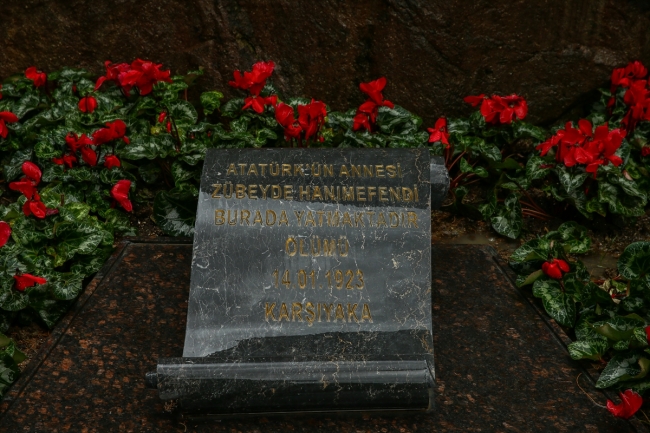 ATATÜRK'ÜN ANNESİ
ZÜBEYDE HANIMEFENDİ
BURADA YATMAKTADIR
ÖLÜMÜ
14.01.1923
KARŞIYAKA